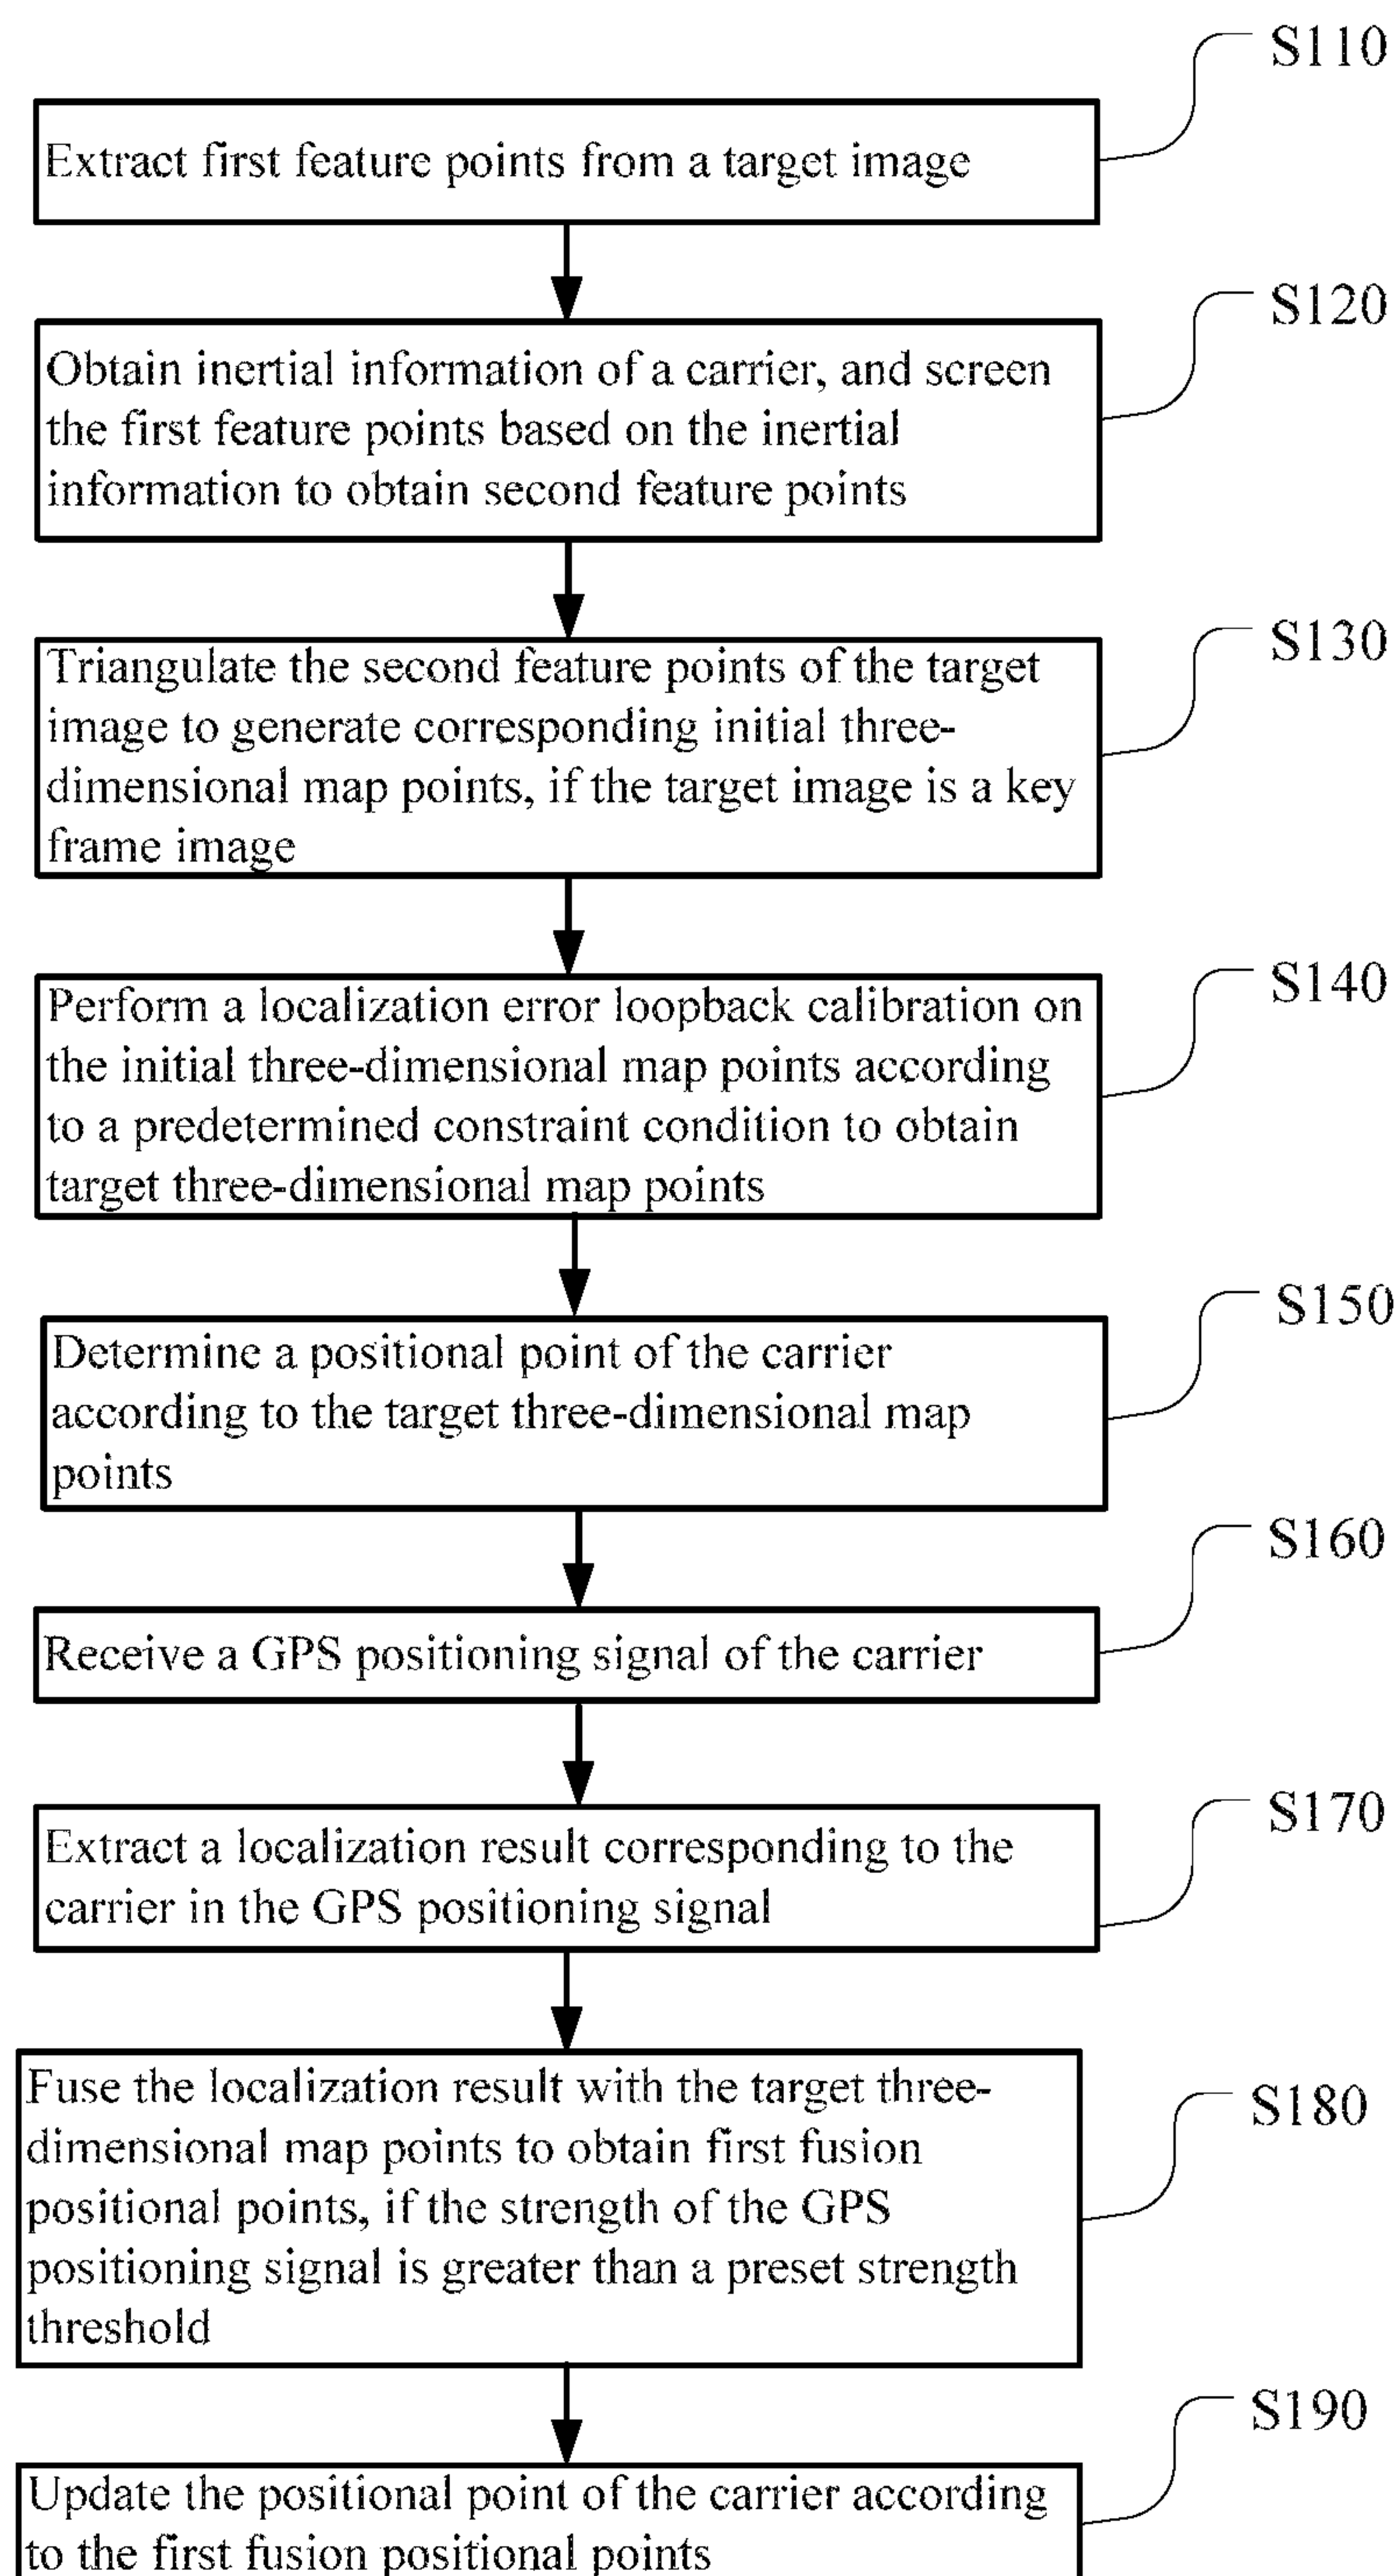 S110
Extract first feature points from a target image
S120
Obtain inertial information of a carrier, and screen
the first feature points based on the inertial
information to obtain second feature points
S130
Triangulate the second feature points of the target
image to generate corresponding initial three-
dimensional map points, if the target image is a key
frame image
S140
Perform a localization error loopback calibration on
the initial three-dimensional map points according
to a predetermined constraint condition to obtain
target three-dimensional map points
S150
Determine a positional point of the carrier
according to the target three-dimensional map
points
S160
Receive a GPS positioning signal of the carrier
S170
Extract a localization result corresponding to the
carrier in the GPS positioning signal
S180
Fuse the localization result with the target three-
dimensional map points to obtain first fusion
positional points, if the strength of the GPS
positioning signal is greater than a preset strength
threshold
S190
Update the positional point of the carrier according
to the first fusion positional points